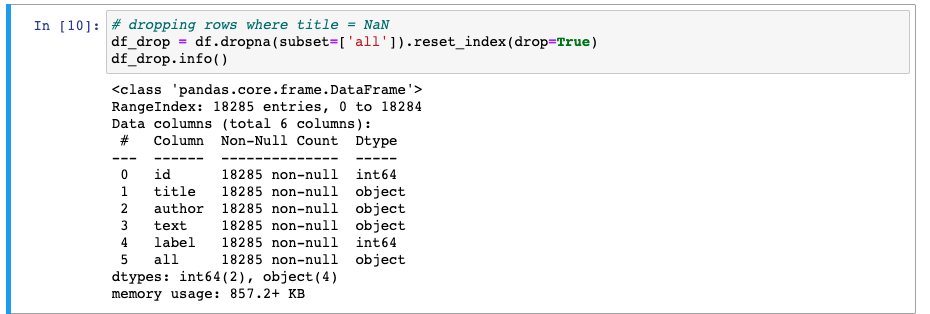 In [10]: # dropping rows where title = NaN
df_drop = df.dropna(subset=['all']).reset_index(drop=True)
df_drop.info()
<class 'pandas.core.frame.DataFrame'>
RangeIndex: 18285 entries, 0 to 18284
Data columns (total 6 columns):
 #   Column  Non-Null Count  Dtype
---  ------  --------------  -----
 0   id      18285 non-null  int64
 1   title   18285 non-null  object
 2   author  18285 non-null  object
 3   text    18285 non-null  object
 4   label   18285 non-null  int64
 5   all     18285 non-null  object
dtypes: int64(2), object(4)
memory usage: 857.2+ KB